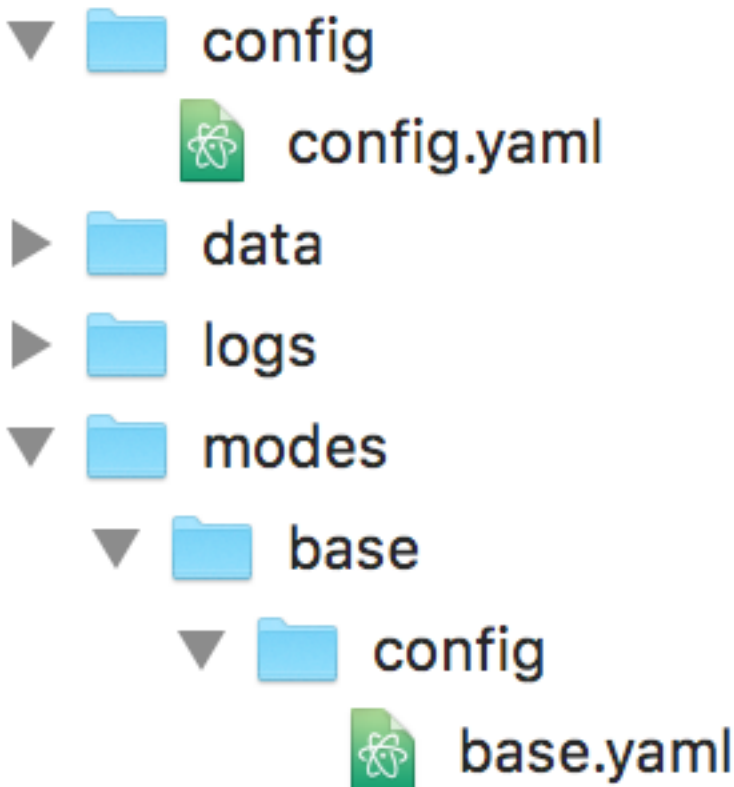 config
config.yaml
data
logs
modes
base
config
base.yaml